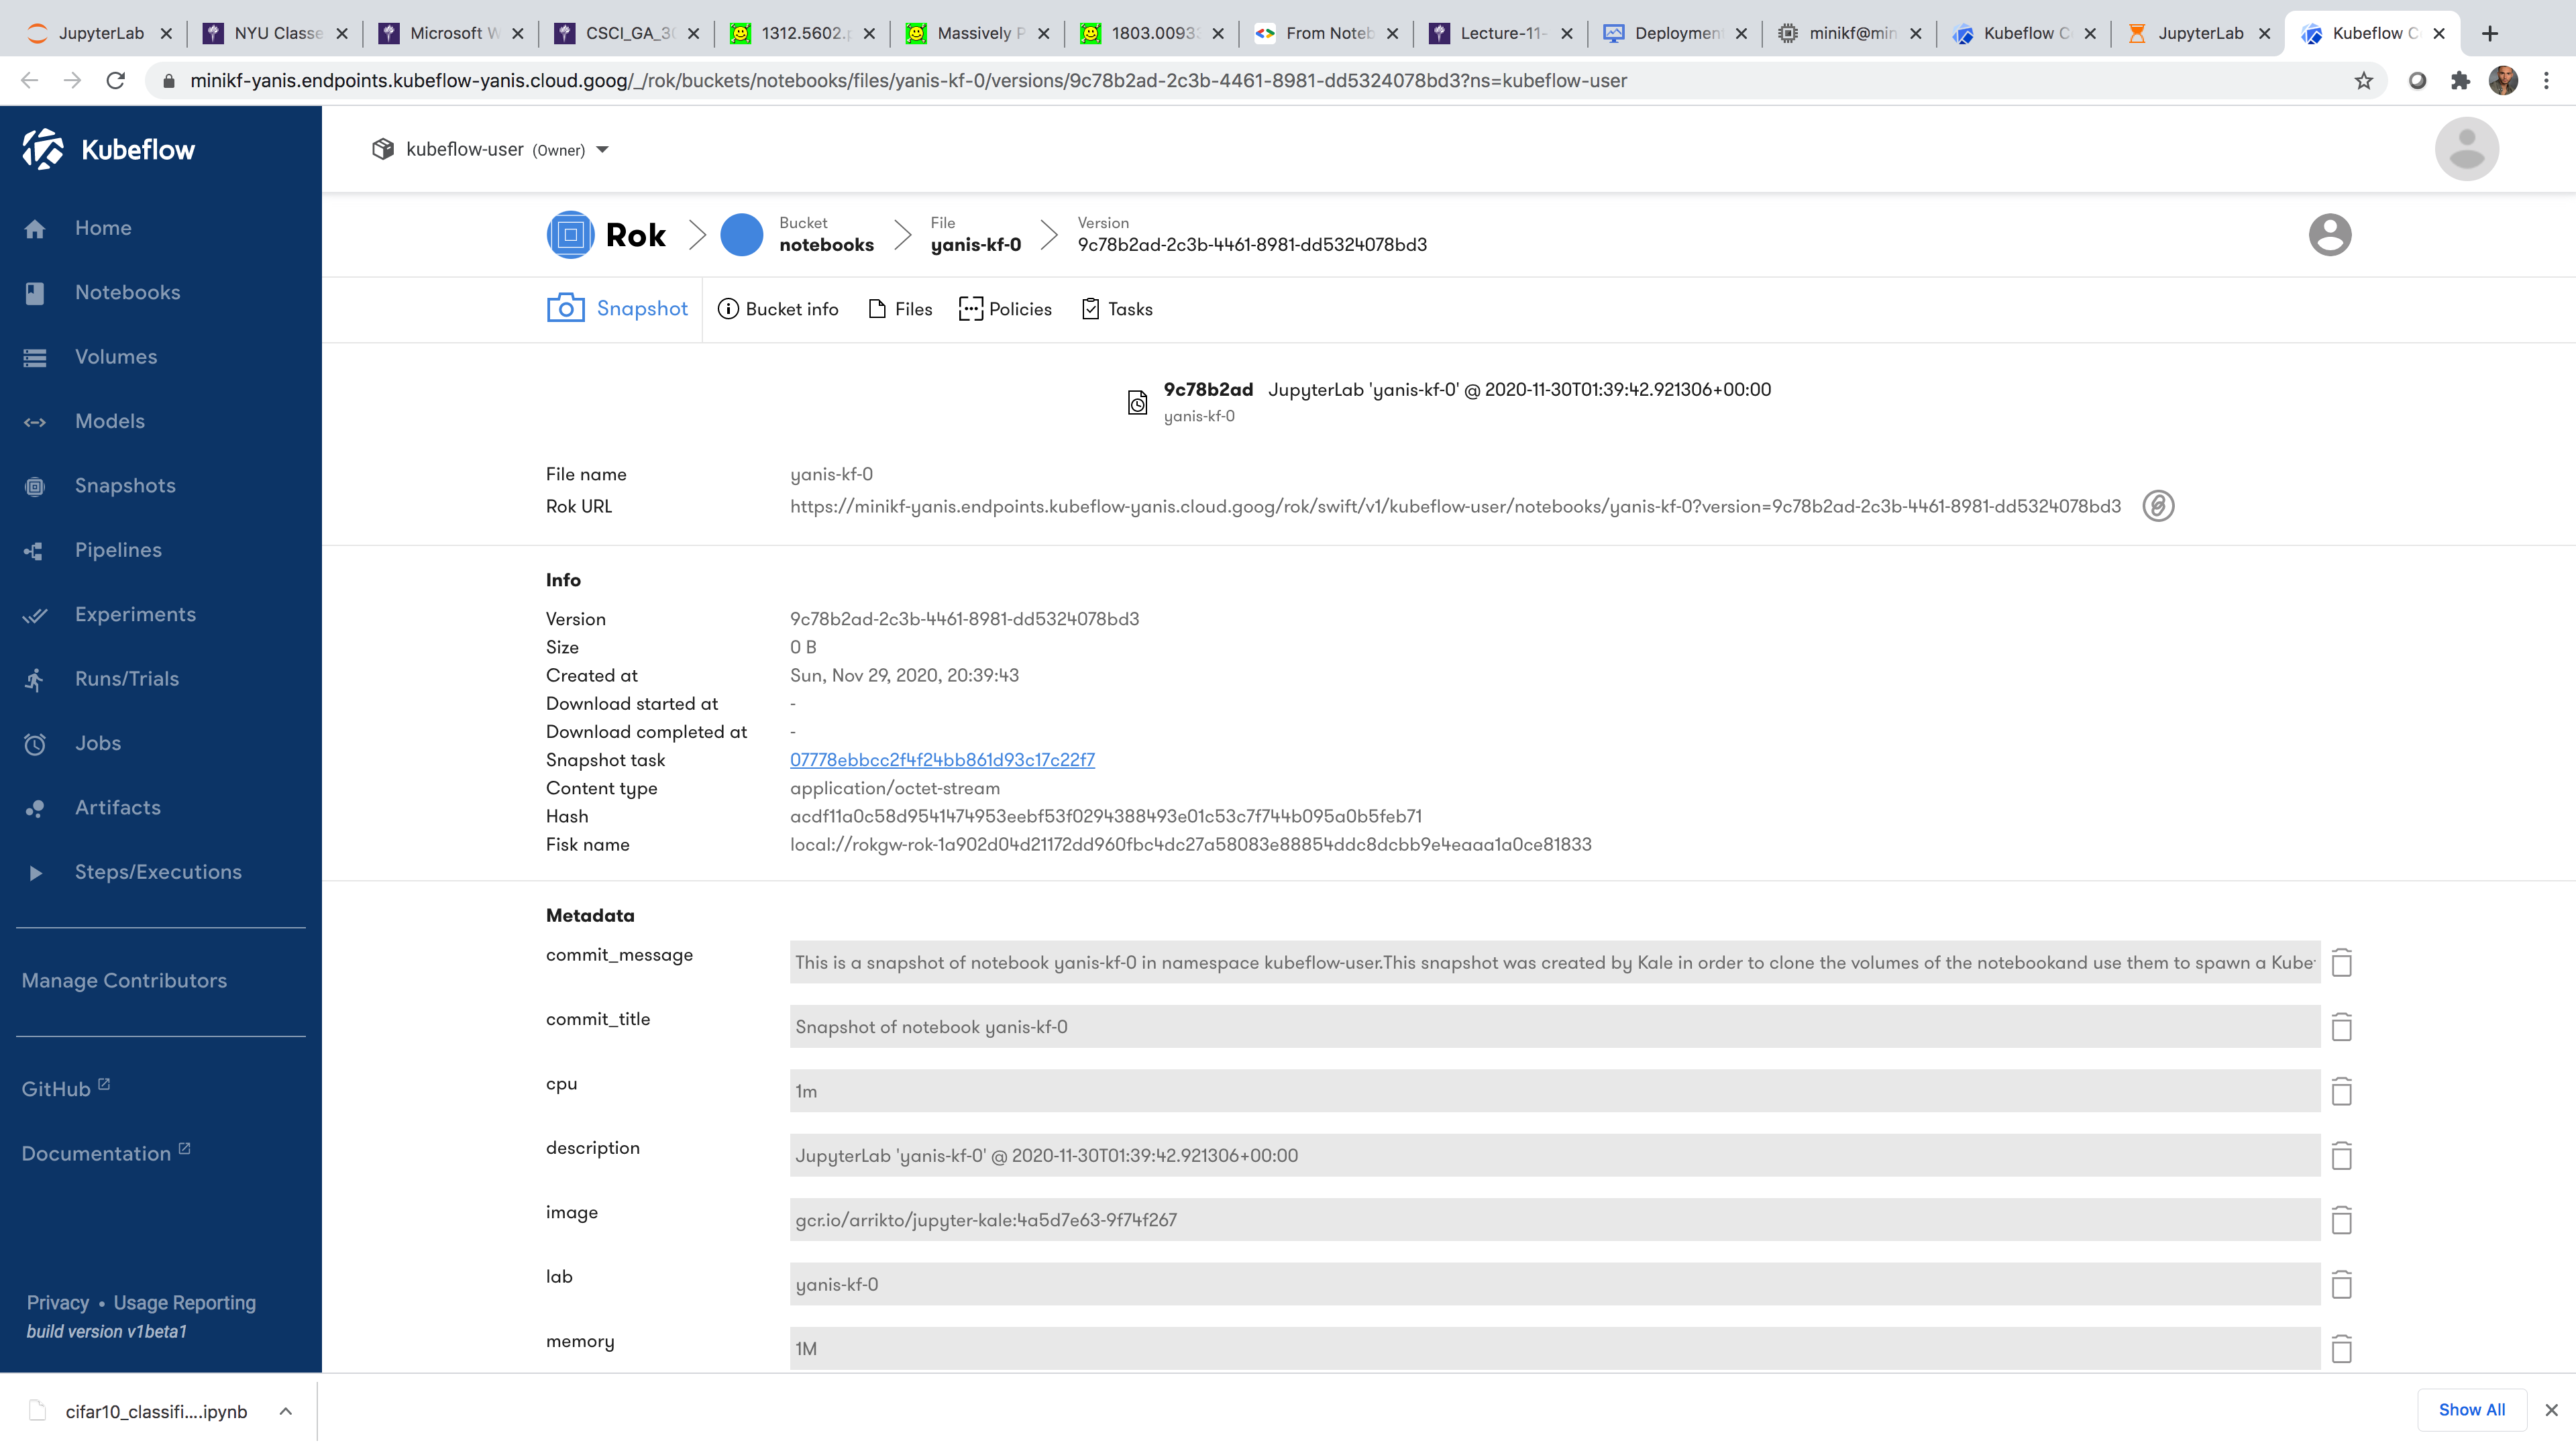 JupyterLab
NYU Classe
Microsoft W
CSCI_GA_30
1312.5602.p
Massively P
1803.00933
From Noteb
Lecture-11-
Deployment
minikf@min
Kubeflow C
JupyterLab
Kubeflow C
minikf-yanis.endpoints.kubeflow-yanis.cloud.goog/_/rok/buckets/notebooks/files/yanis-kf-0/versions/9c78b2ad-2c3b-4461-8981-dd5324078bd3?ns=kubeflow-user
Kubeflow
Home
Notebooks
Volumes
Models
Snapshots
Pipelines
Experiments
Runs/Trials
Jobs
Artifacts
Steps/Executions
Manage Contributors
GitHub
Documentation
Privacy • Usage Reporting
build version v1beta1
kubeflow-user (Owner)
Rok
Bucket
notebooks
File
yanis-kf-0
Version
9c78b2ad-2c3b-4461-8981-dd5324078bd3
Snapshot
Bucket info
Files
Policies
Tasks
9c78b2ad JupyterLab 'yanis-kf-0' @ 2020-11-30T01:39:42.921306+00:00
yanis-kf-0
File name yanis-kf-0
Rok URL https://minikf-yanis.endpoints.kubeflow-yanis.cloud.goog/rok/swift/v1/kubeflow-user/notebooks/yanis-kf-0?version=9c78b2ad-2c3b-4461-8981-dd5324078bd3
Info
Version 9c78b2ad-2c3b-4461-8981-dd5324078bd3
Size 0 B
Created at Sun, Nov 29, 2020, 20:39:43
Download started at -
Download completed at -
Snapshot task 07778ebbcc2f4f24bb861d93c17c22f7
Content type application/octet-stream
Hash acdf11a0c58d9541474953eebf53f0294388493e01c53c7f744b095a0b5feb71
Fisk name local://rokgw-rok-1a902d04d21172dd960fbc4dc27a58083e88854ddc8dcbb9e4eaaa1a0ce81833
Metadata
commit_message This is a snapshot of notebook yanis-kf-0 in namespace kubeflow-user.This snapshot was created by Kale in order to clone the volumes of the notebookand use them to spawn a Kube
commit_title Snapshot of notebook yanis-kf-0
cpu 1m
description JupyterLab 'yanis-kf-0' @ 2020-11-30T01:39:42.921306+00:00
image gcr.io/arrikto/jupyter-kale:4a5d7e63-9f74f267
lab yanis-kf-0
memory 1M
cifar10_classifi....ipynb
Show All